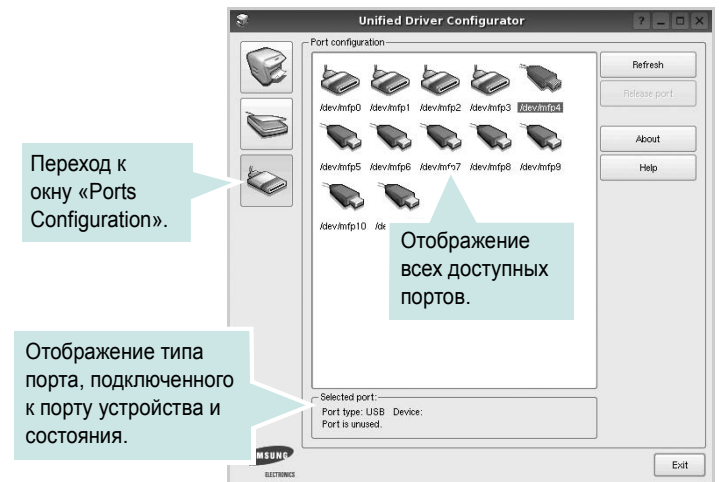 Unified Driver Configurator
Port configuration
/dev/mfp0 /dev/mfp1 /dev/mfp2 /dev/mfp3 /dev/mfp4
/dev/mfp5 /dev/mfp6 /dev/mfp7 /dev/mfp8 /dev/mfp9
/dev/mfp10
Refresh
Release port
About
Help
Переход к
окну «Ports
Configuration».
Отображение
всех доступных
портов.
Отображение типа
порта, подключенного
к порту устройства и
состояния.
Selected port:
Port type: USB Device:
Port is unused.
MSUNG
ELECTRONICS
Exit